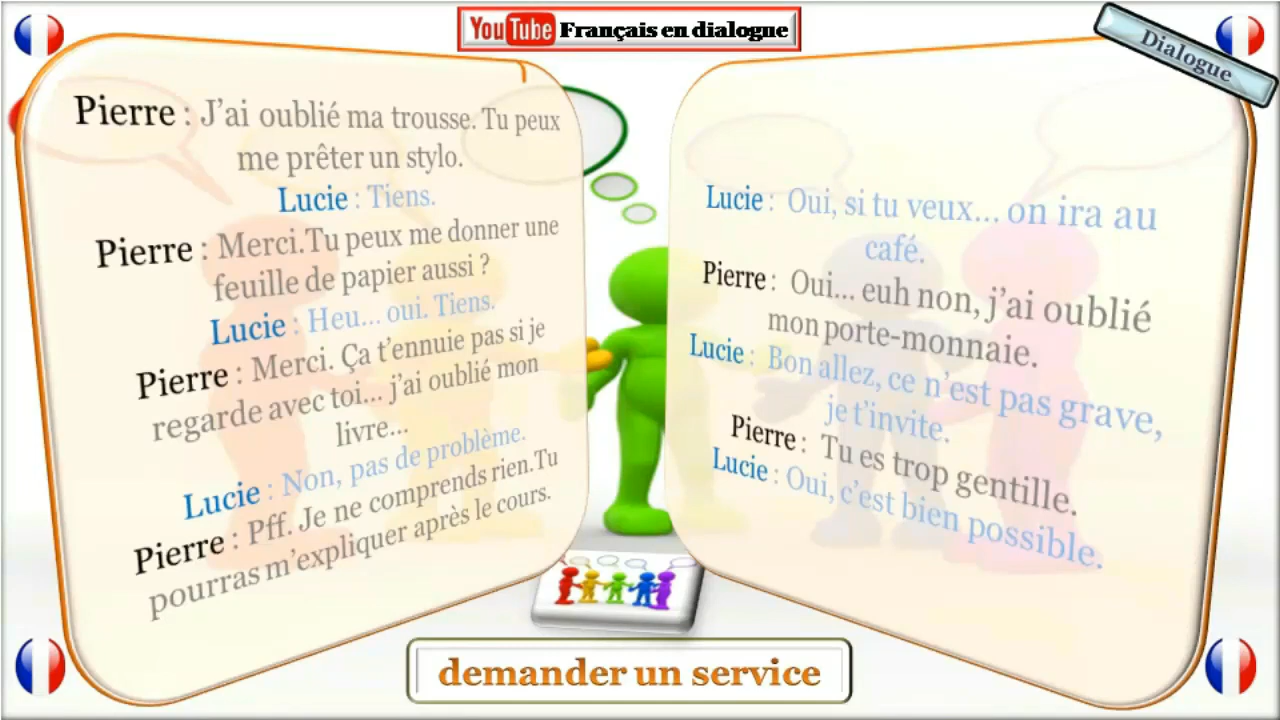 YouTube Français en dialogue
Dialogue
Pierre : J'ai oublié ma trousse. Tu peux
me prêter un stylo.
Lucie : Tiens.
Pierre : Merci.Tu peux me donner une
feuille de papier aussi ?
Lucie : Heu... oui. Tiens.
Pierre : Merci. Ça t'ennuie pas si je
regarde avec toi... j'ai oublié mon
livre...
Lucie : Non, pas de problème.
Pierre : Pff. Je ne comprends rien.Tu
pourras m'expliquer après le cours.
Lucie : Oui, si tu veux... on ira au
café.
Pierre : Oui... euh non, j'ai oublié
mon porte-monnaie.
Lucie : Bon allez, ce n'est pas grave,
je t'invite.
Pierre : Tu es trop gentille.
Lucie : Oui, c'est bien possible.
demander un service